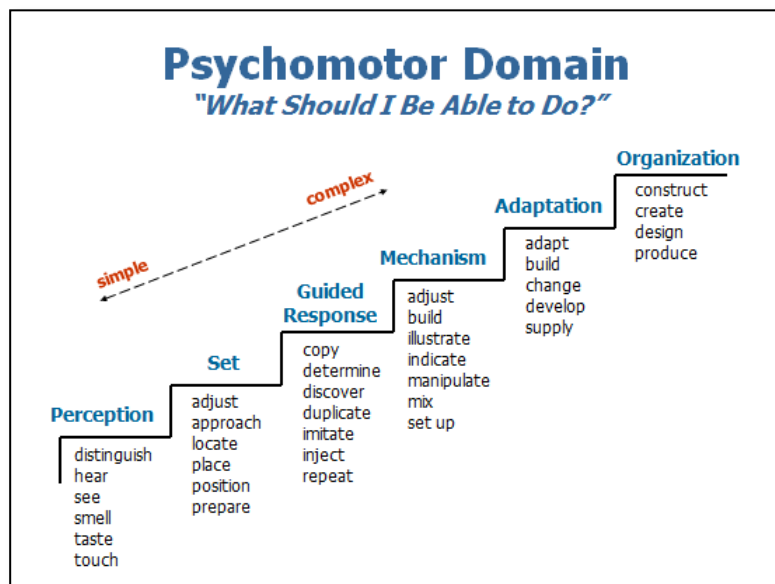 Psychomotor Domain
"What Should I Be Able to Do?"
simple
complex
Perception
distinguish
hear
see
smell
taste
touch
Set
adjust
approach
locate
place
position
prepare
Guided
Response
copy
determine
discover
duplicate
imitate
inject
repeat
Mechanism
adjust
build
illustrate
indicate
manipulate
mix
set up
Adaptation
adapt
build
change
develop
supply
Organization
construct
create
design
produce